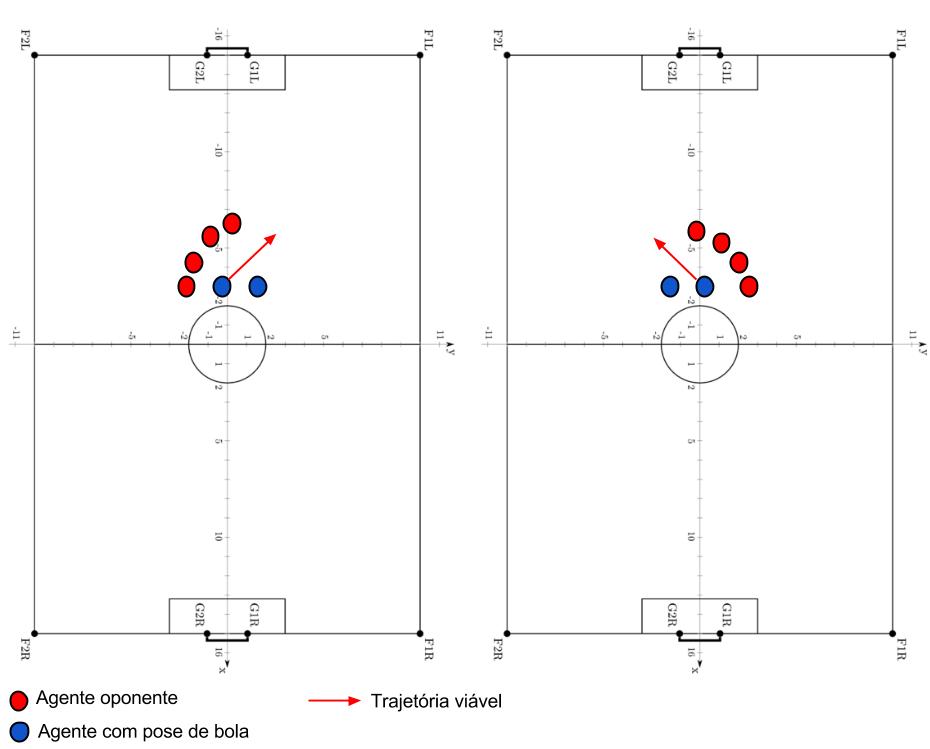 -16
-16
F2L
F1L
F2L
F1L
G2L
G1L
G2L
G1L
-10
-10
-5
-5
-2
-2
-11
-5
-2
-1
-1
1
2
5
11
y
-11
-5
-2
-1
-1
1
2
5
11
y
1
1
2
2
5
5
10
10
G2R
G1R
G2R
G1R
F2R
16
F1R
F2R
16
F1R
x
x
Agente oponente
Trajetória viável
Agente com pose de bola